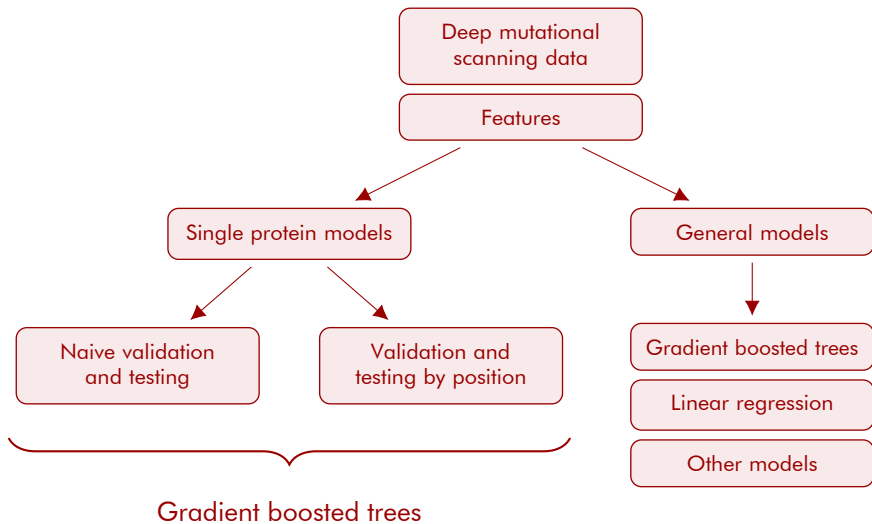 Deep mutational
scanning data
Features
Single protein models
General models
Naive validation
and testing
Validation and
testing by position
Gradient boosted trees
Linear regression
Other models
Gradient boosted trees